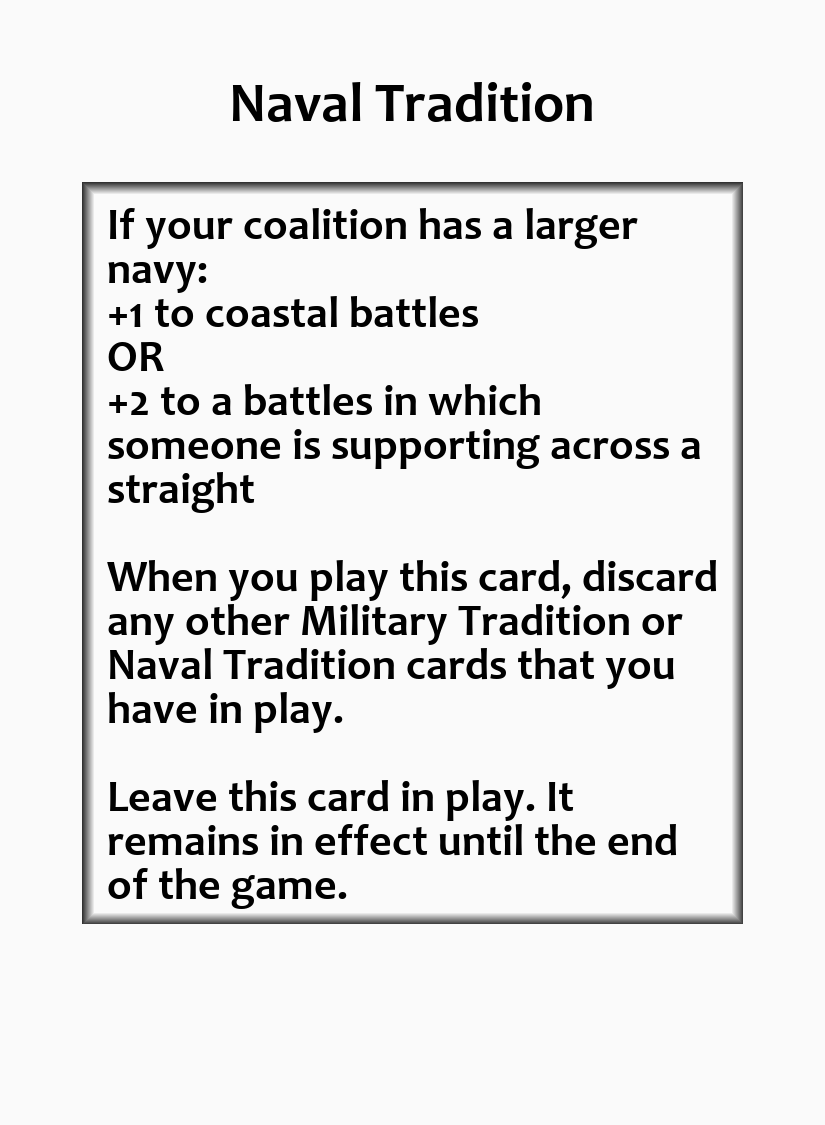 Naval Tradition
If your coalition has a larger
navy:
+1 to coastal battles
OR
+2 to a battles in which
someone is supporting across a
straight
When you play this card, discard
any other Military Tradition or
Naval Tradition cards that you
have in play.
Leave this card in play. It
remains in effect until the end
of the game.